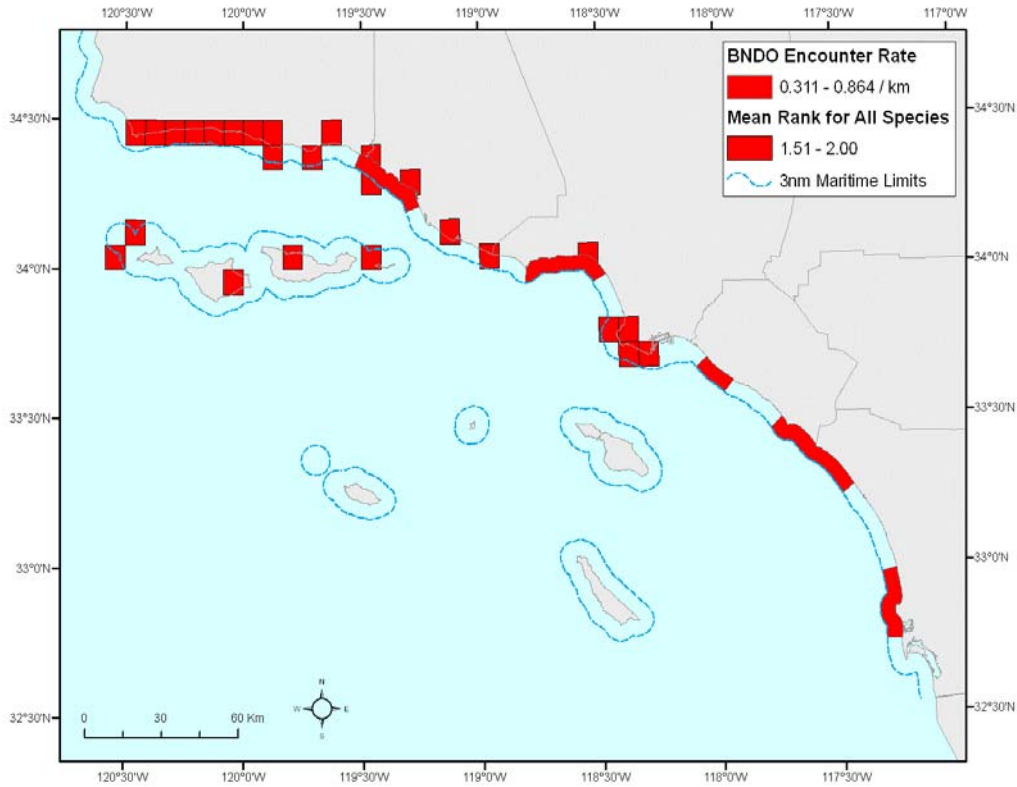 120°30'W 120°0'W 119°30'W 119°0'W 118°30'W 118°0'W 117°30'W 117°0'W
BNDO Encounter Rate
0.311 - 0.864 / km
Mean Rank for All Species
1.51 - 2.00
3nm Maritime Limits
34°30'N 34°30'N
34°0'N 34°0'N
33°30'N 33°30'N
33°0'N 33°0'N
32°30'N 32°30'N
N
W E
S
0 30 60 Km
120°30'W 120°0'W 119°30'W 119°0'W 118°30'W 118°0'W 117°30'W